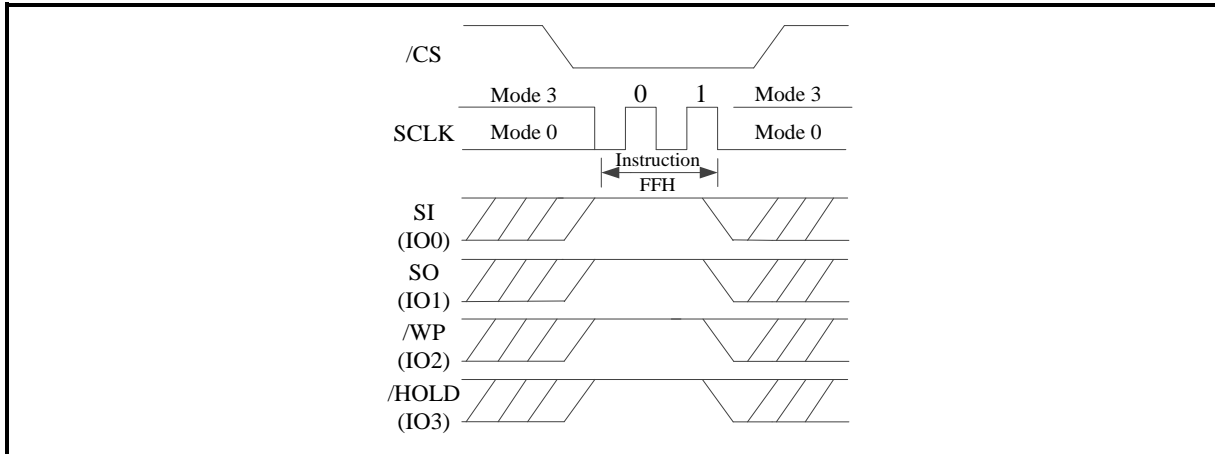 /CS
Mode 3 0 1 Mode 3
SCLK Mode 0 Mode 0
Instruction
FFH
SI
(IO0)
SO
(IO1)
/WP
(IO2)
/HOLD
(IO3)